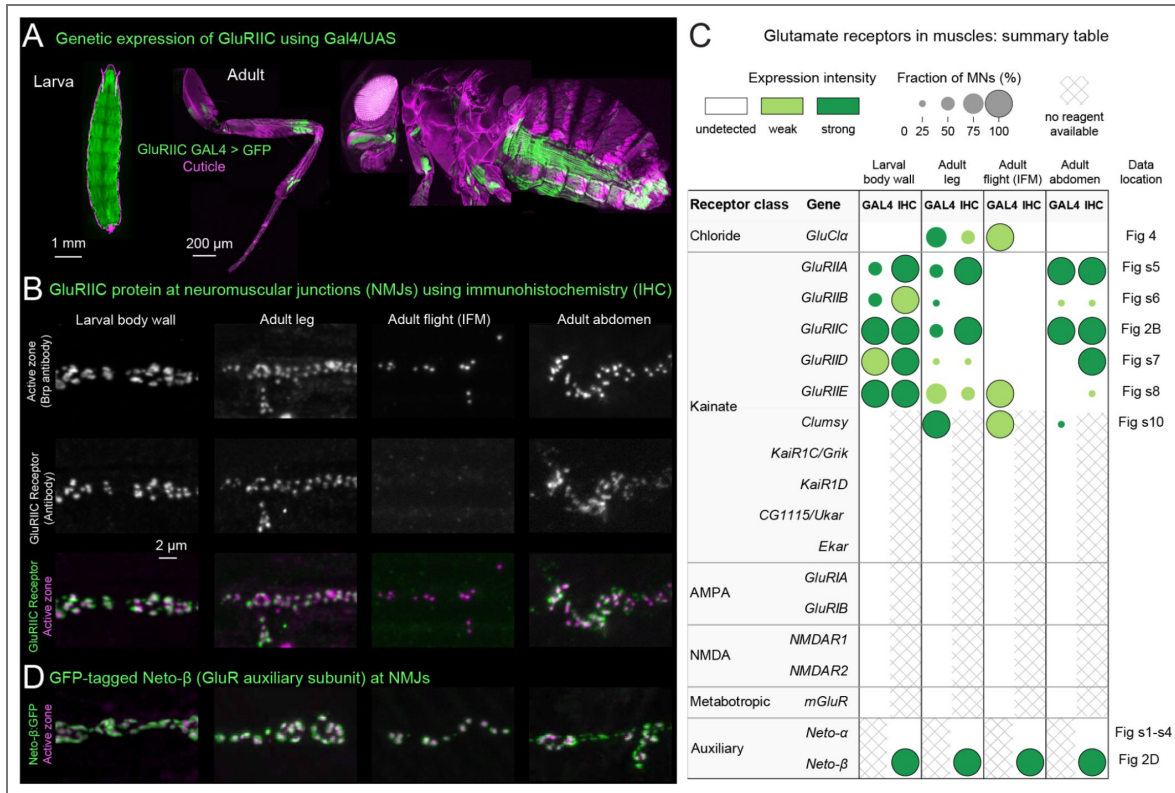 A Genetic expression of GluRIIC using Gal4/UAS
Larva
Adult
GluRIIC GAL4 > GFP
Cuticle
1 mm
200 µm
B GluRIIC protein at neuromuscular junctions (NMJs) using immunohistochemistry (IHC)
Larval body wall Adult leg Adult flight (IFM) Adult abdomen
Active zone
(Brp antibody)
GluRIIC Receptor
(Antibody)
2 µm
GluRIIC Receptor
Active zone
D GFP-tagged Neto-β (GluR auxiliary subunit) at NMJs
Neto-β:GFP
Active zone
C Glutamate receptors in muscles: summary table
Expression intensity
undetected weak strong
Fraction of MNs (%)
0 25 50 75 100
no reagent
available
Larval Adult Adult Adult Data
body wall leg flight (IFM) abdomen location
Receptor class Gene GAL4 IHC GAL4 IHC GAL4 IHC GAL4 IHC
Chloride GluClα Fig 4
GluRIIA Fig s5
GluRIIB Fig s6
GluRIIC Fig 2B
GluRIID Fig s7
GluRIIE Fig s8
Kainate
Clumsy Fig s10
KaiR1C/Grik
KaiR1D
CG1115/Ukar
Ekar
AMPA
GluRIA
GluRIB
NMDA
NMDAR1
NMDAR2
Metabotropic mGluR
Auxiliary
Neto-α Fig s1-s4
Neto-β Fig 2D